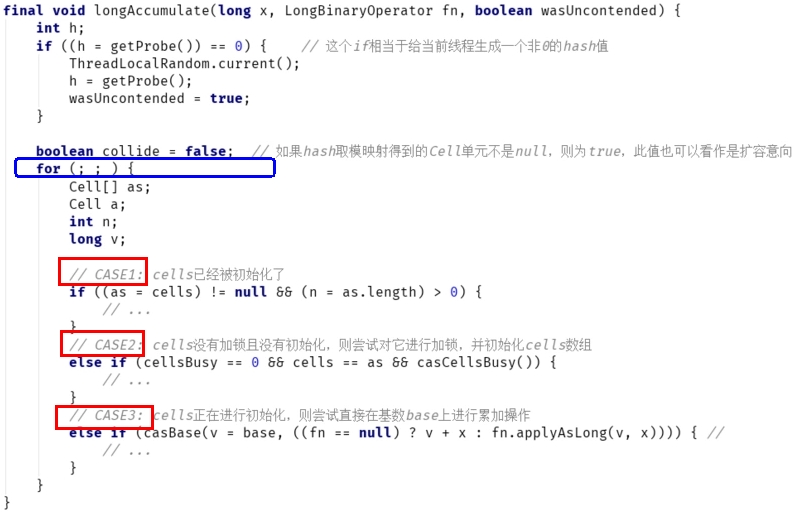 final void longAccumulate(long x, LongBinaryOperator fn, boolean wasUncontended) {
    int h;
    if ((h = getProbe()) == 0) {    // 这个if相当于给当前线程生成一个非0的hash值
        ThreadLocalRandom.current();
        h = getProbe();
        wasUncontended = true;
    }
    boolean collide = false;  // 如果hash取模映射得到的Cell单元不是null，则为true，此值也可以看作是扩容意向
    for (; ; ) {
        Cell[] as;
        Cell a;
        int n;
        long v;
        // CASE1: cells已经被初始化了
        if ((as = cells) != null && (n = as.length) > 0) {
            // ...
        }
        // CASE2: cells没有加锁且没有初始化，则尝试对它进行加锁，并初始化cells数组
        else if (cellsBusy == 0 && cells == as && casCellsBusy()) {
            // ...
        }
        // CASE3: cells正在进行初始化，则尝试直接在基数base上进行累加操作
        else if (casBase(v = base, ((fn == null) ? v + x : fn.applyAsLong(v, x)))) { //
            // ...
        }
    }
}